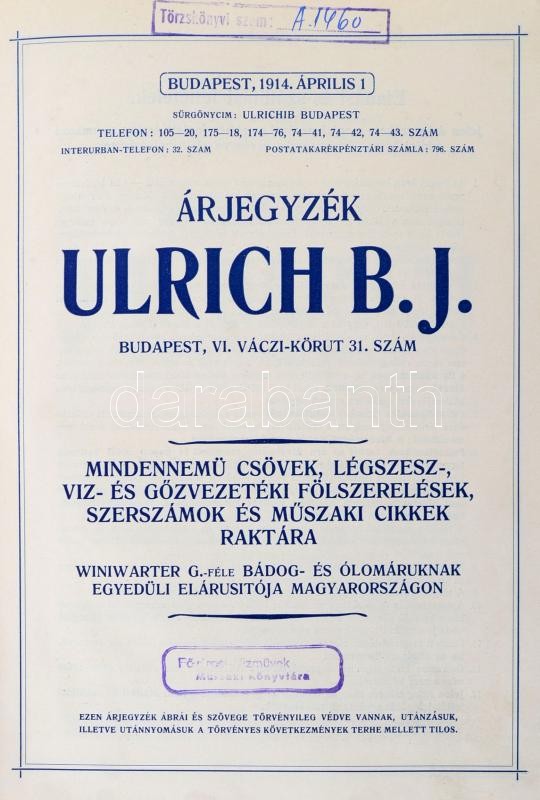 Törzskönyvi szám: A.1460
BUDAPEST, 1914. ÁPRILIS 1
SÜRGÖNYCIM: ULRICHIB BUDAPEST
TELEFON: 105—20, 175—18, 174—76, 74—41, 74—42, 74—43. SZÁM
INTERURBAN-TELEFON: 32. SZAM POSTATAKARÉKPÉNZTÁRI SZÁMLA: 796. SZÁM
ÁRJEGYZÉK
ULRICH B. J.
BUDAPEST, VI. VÁCZI-KÖRUT 31. SZÁM
darabanth
MINDENNEMÜ CSÖVEK, LÉGSZESZ-,
VIZ- ÉS GŐZVEZETÉKI FÖLSZERELÉSEK,
SZERSZÁMOK ÉS MŰSZAKI CIKKEK
RAKTÁRA
WINIWARTER G.-FÉLE BÁDOG- ÉS ÓLOMÁRUKNAK
EGYEDÜLI ELÁRUSITÓJA MAGYARORSZÁGON
Műszaki Könyvtára
EZEN ÁRJEGYZÉK ÁBRÁI ÉS SZÖVEGE TÖRVÉNYILEG VÉDVE VANNAK, UTÁNZÁSUK,
ILLETVE UTÁNNYOMÁSUK A TÖRVÉNYES KÖVETKEZMÉNYEK TERHE MELLETT TILOS.